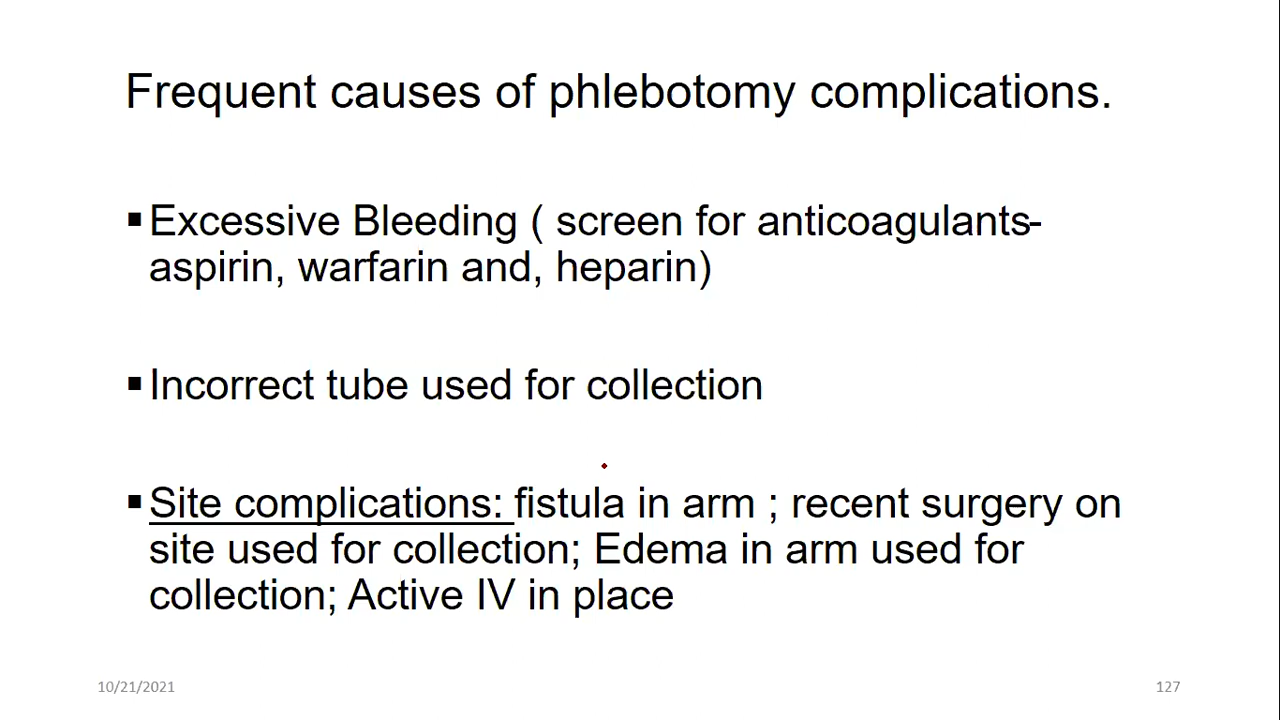 Frequent causes of phlebotomy complications.
▪Excessive Bleeding ( screen for anticoagulants-
aspirin, warfarin and, heparin)
▪Incorrect tube used for collection
▪Site complications: fistula in arm ; recent surgery on
site used for collection; Edema in arm used for
collection; Active IV in place
10/21/2021
127